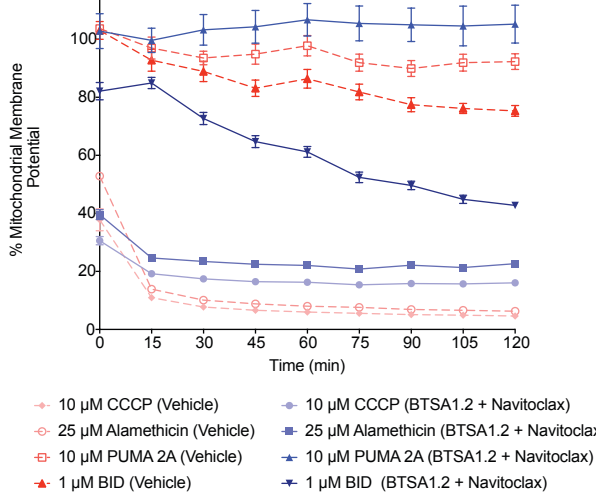 % Mitochondrial Membrane
Potential
100
80
60
40
20
0
0 15 30 45 60 75 90 105 120
Time (min)
10 µM CCCP (Vehicle)
10 µM CCCP (BTSA1.2 + Navitoclax)
25 µM Alamethicin (Vehicle)
25 µM Alamethicin (BTSA1.2 + Navitoclax
10 µM PUMA 2A (Vehicle)
10 µM PUMA 2A (BTSA1.2 + Navitoclax)
1 µM BID (Vehicle)
1 µM BID (BTSA1.2 + Navitoclax)